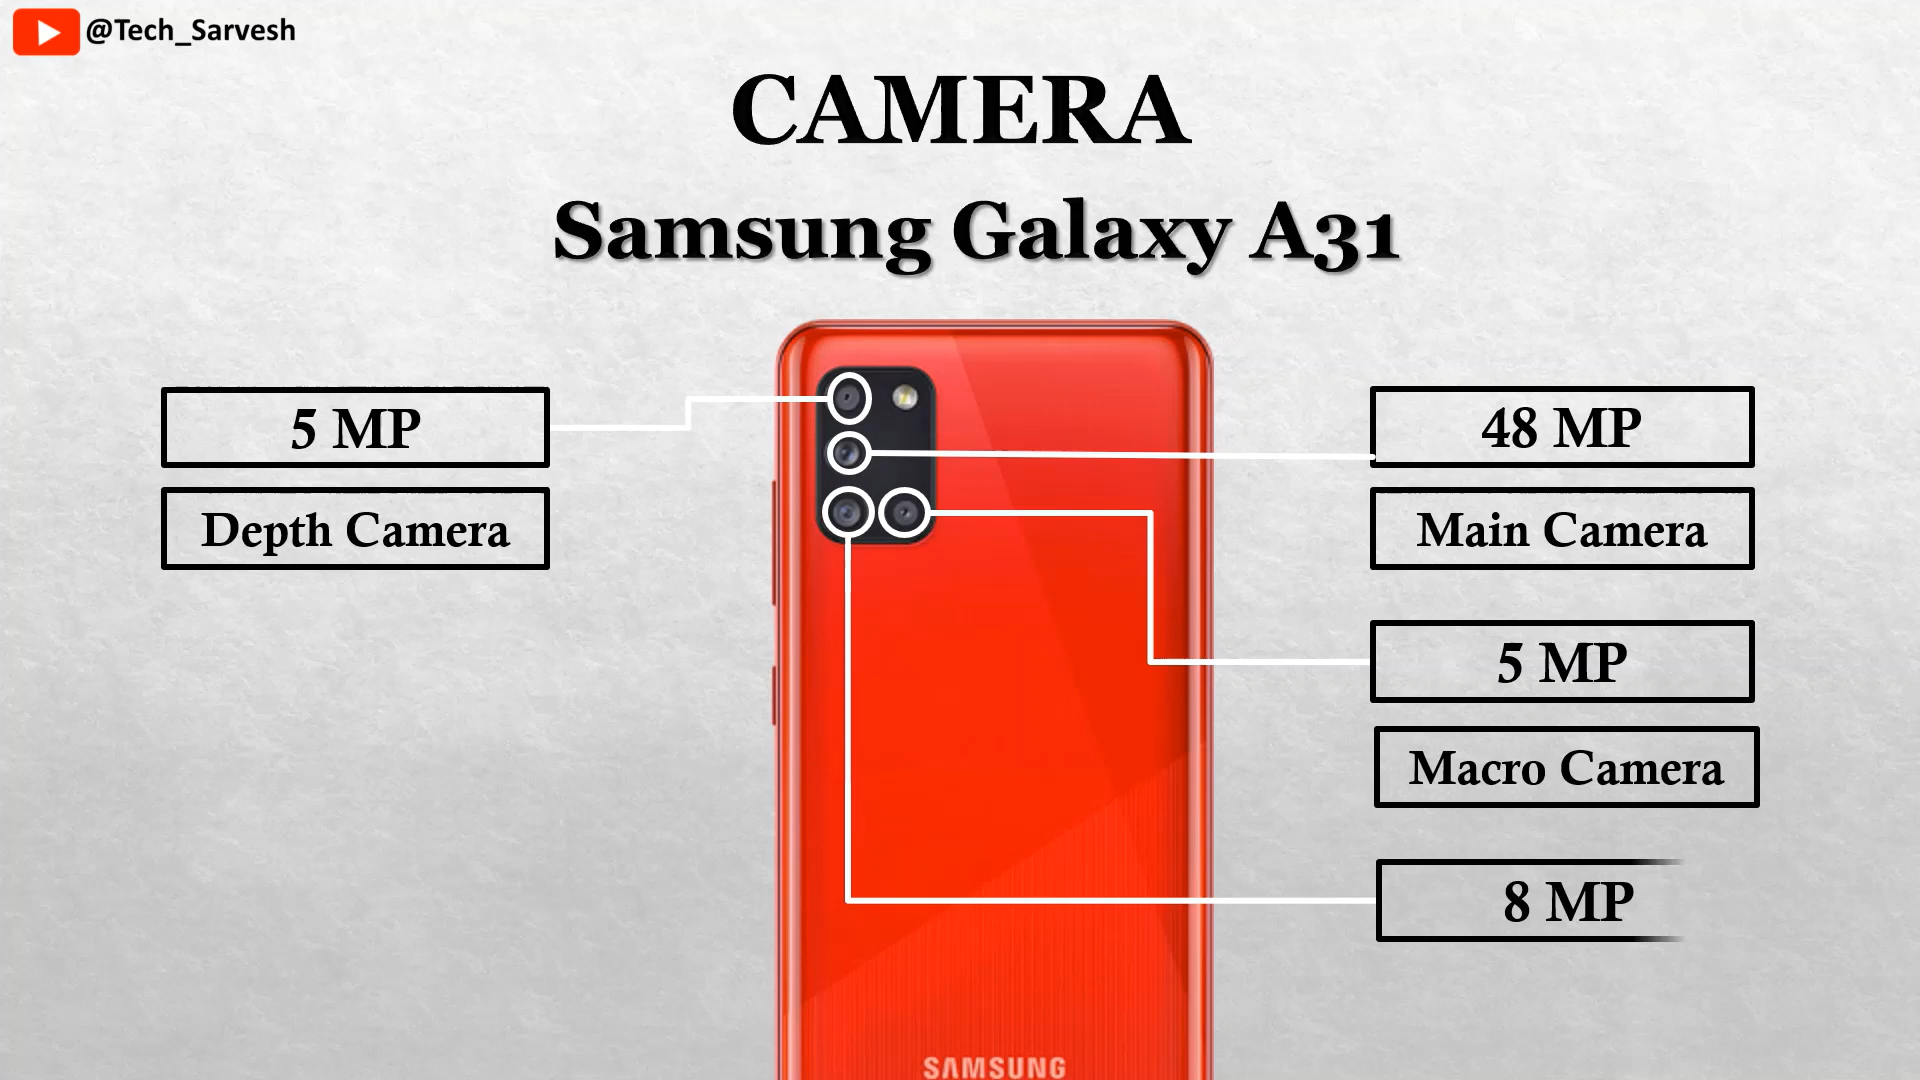 @Tech_Sarvesh
CAMERA
Samsung Galaxy A31
5 MP
Depth Camera
48 MP
Main Camera
5 MP
Macro Camera
8 MP
SAMSUNG